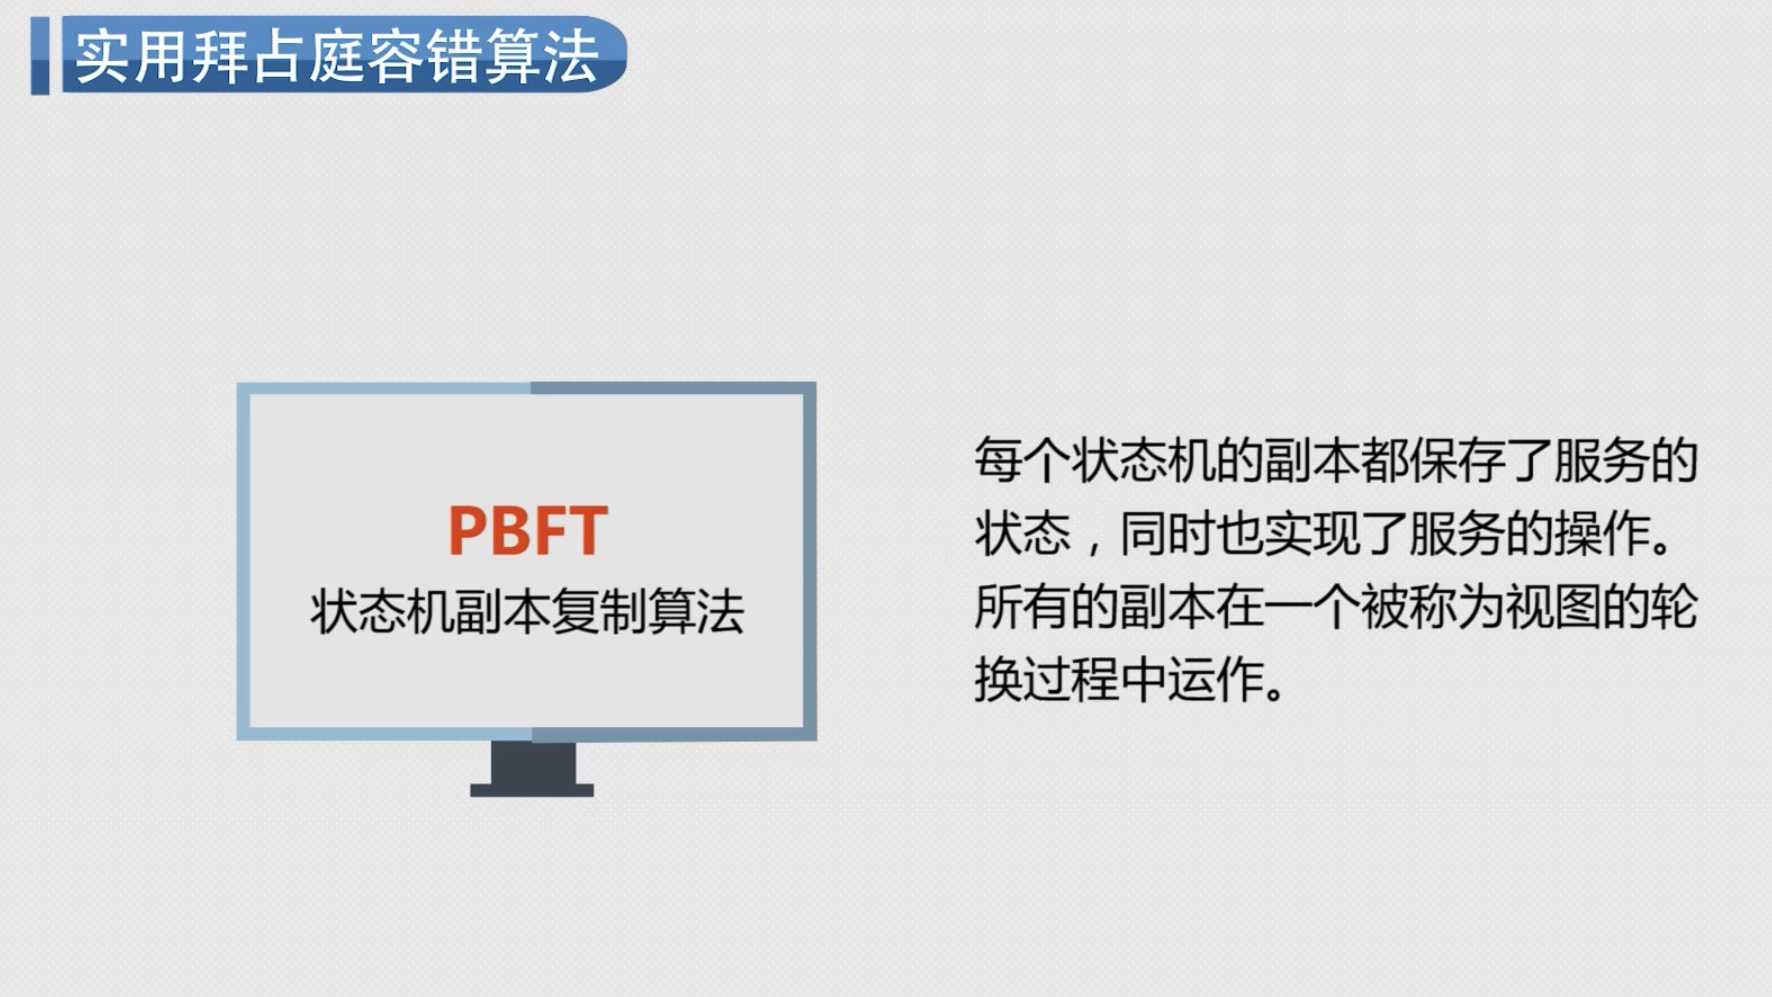 实用拜占庭容错算法
PBFT
状态机副本复制算法
每个状态机的副本都保存了服务的
状态，同时也实现了服务的操作。
所有的副本在一个被称为视图的轮
换过程中运作。